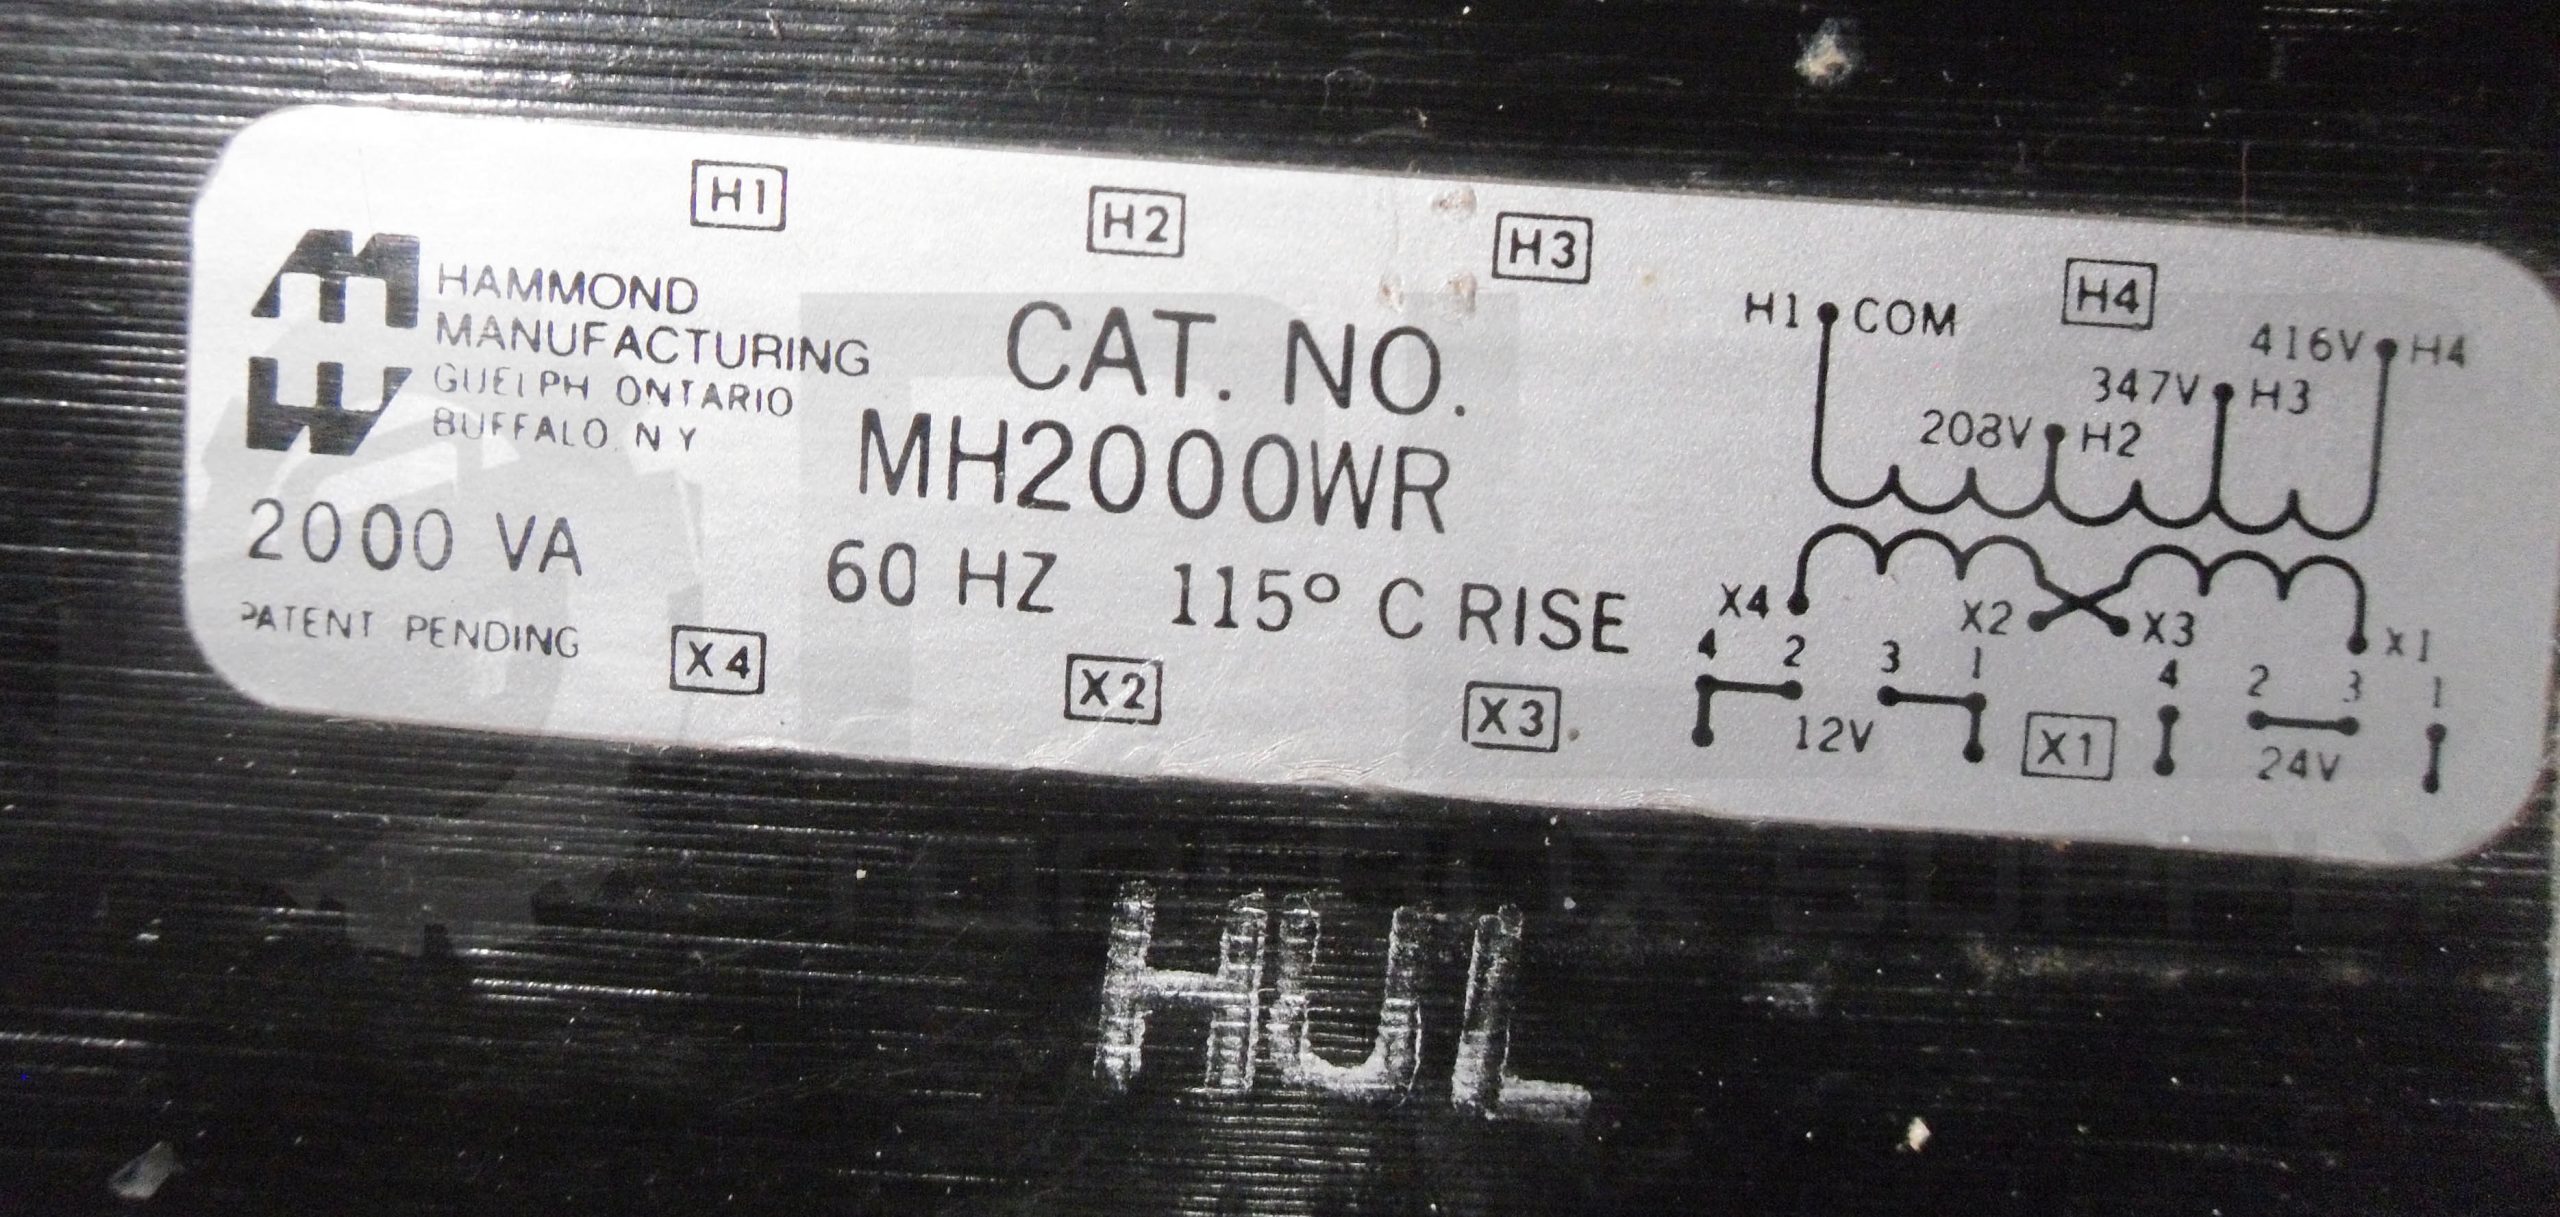 H1 H2 H3 H4
HAMMOND
MANUFACTURING
GUELPH ONTARIO
BUFFALO, N Y
2000 VA
PATENT PENDING
CAT. NO.
MH2000WR
60 HZ 115° C RISE
X4 X2 X3 X1
H1 COM
416V H4
347V H3
208V H2
X4 X2 X3 X1
4 2 3 1
12V
4 2 3 1
24V
HUL